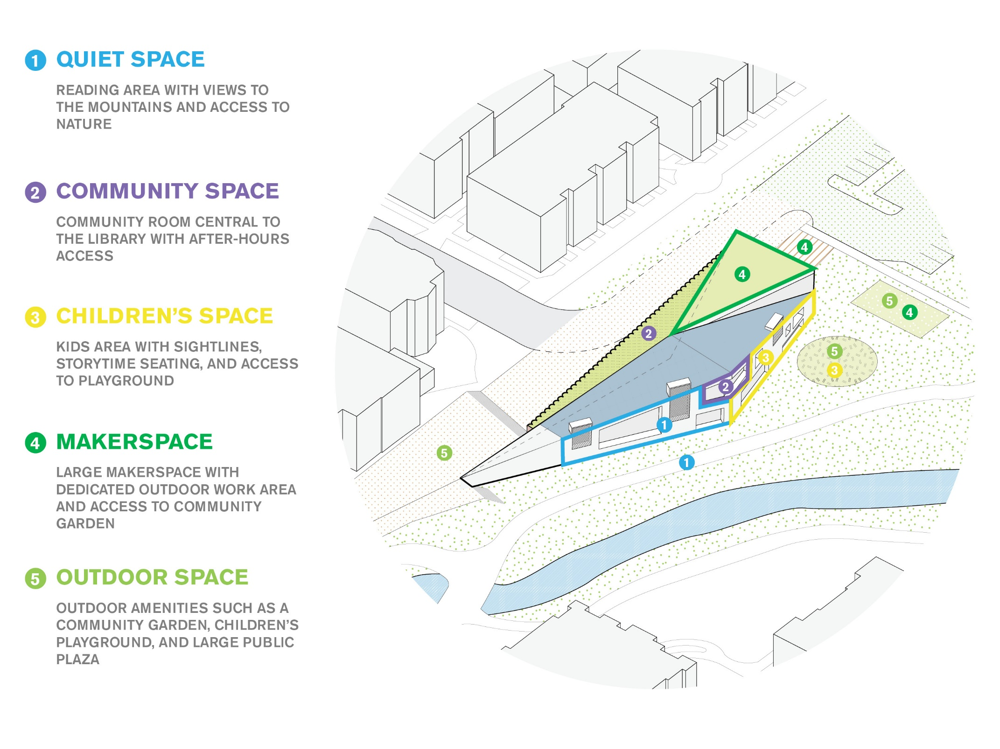 1 QUIET SPACE
READING AREA WITH VIEWS TO
THE MOUNTAINS AND ACCESS TO
NATURE
2 COMMUNITY SPACE
COMMUNITY ROOM CENTRAL TO
THE LIBRARY WITH AFTER-HOURS
ACCESS
3 CHILDREN'S SPACE
KIDS AREA WITH SIGHTLINES,
STORYTIME SEATING, AND ACCESS
TO PLAYGROUND
4 MAKERSPACE
LARGE MAKERSPACE WITH
DEDICATED OUTDOOR WORK AREA
AND ACCESS TO COMMUNITY
GARDEN
5 OUTDOOR SPACE
OUTDOOR AMENITIES SUCH AS A
COMMUNITY GARDEN, CHILDREN'S
PLAYGROUND, AND LARGE PUBLIC
PLAZA
4
4
5
4
2
5
3
3
2
1
5
1